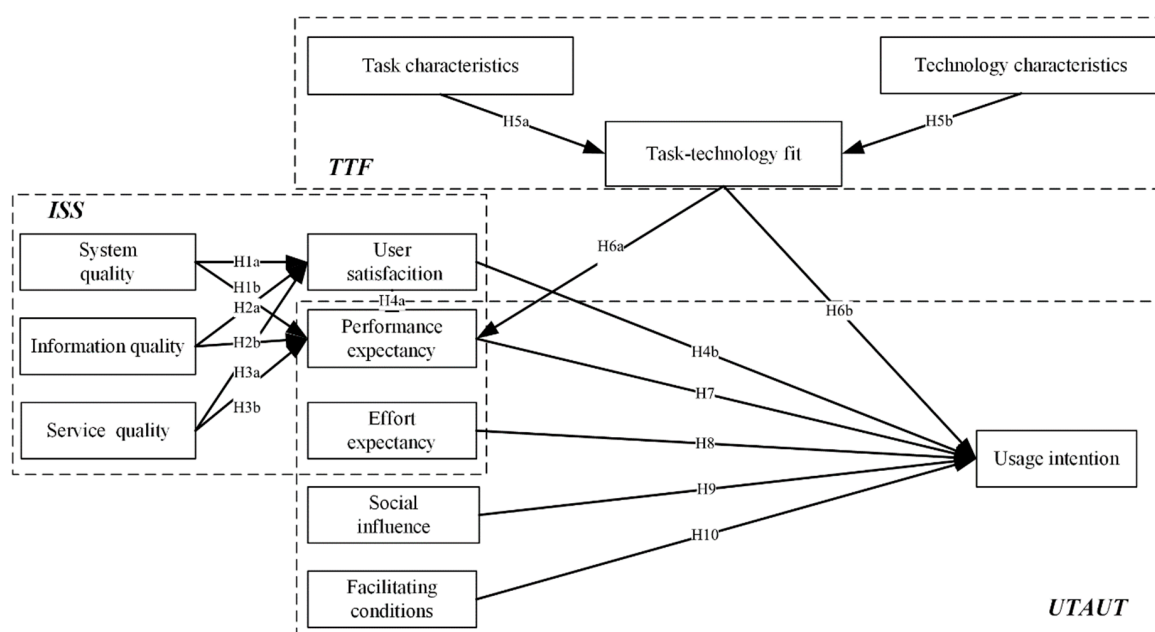 Task characteristics
Technology characteristics
H5a
H5b
Task-technology fit
TTF
ISS
System
quality
H1a
H1b
User
satisfacition
H6a
H4a
H2a
H6b
Information quality
H2b
Performance
expectancy
H4b
H3a
H7
H3b
Service quality
Effort
expectancy
H8
Usage intention
H9
Social
influence
H10
Facilitating
conditions
UTAUT